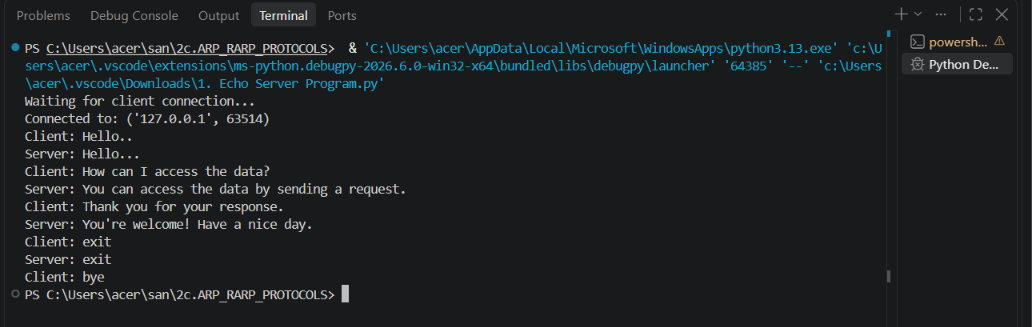 Problems Debug Console Output Terminal Ports
PS C:\Users\acer\san\2c.ARP_RARP_PROTOCOLS> & 'C:\Users\acer\AppData\Local\Microsoft\WindowsApps\python3.13.exe' 'c:\U
sers\acer\.vscode\extensions\ms-python.debugpy-2026.6.0-win32-x64\bundled\libs\debugpy\launcher' '64385' '--' 'c:\Users
\acer\.vscode\Downloads\1. Echo Server Program.py'
Waiting for client connection...
Connected to: ('127.0.0.1', 63514)
Client: Hello..
Server: Hello...
Client: How can I access the data?
Server: You can access the data by sending a request.
Client: Thank you for your response.
Server: You're welcome! Have a nice day.
Client: exit
Server: exit
Client: bye
PS C:\Users\acer\san\2c.ARP_RARP_PROTOCOLS>
powersh...
Python De...